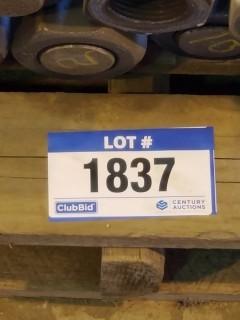 LOT #
1837
ClubBid
CENTURY
AUCTIONS